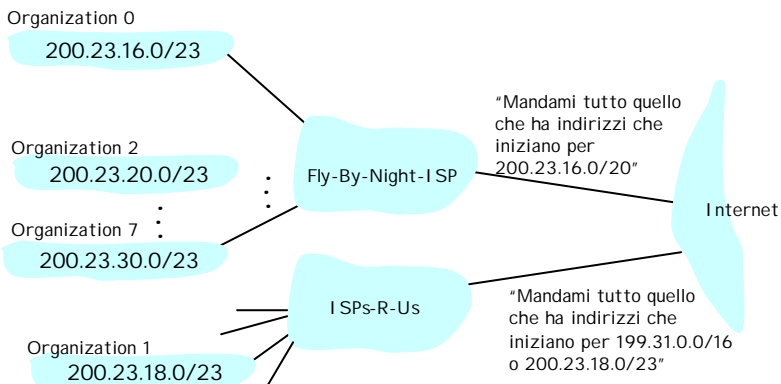 Organization 0
200.23.16.0/23
Organization 2
200.23.20.0/23
Organization 7
200.23.30.0/23
Organization 1
200.23.18.0/23
Fly-By-Night-ISP
ISPs-R-Us
“Mandami tutto quello
che ha indirizzi che
iniziano per
200.23.16.0/20”
Internet
“Mandami tutto quello
che ha indirizzi che
iniziano per 199.31.0.0/16
o 200.23.18.0/23”